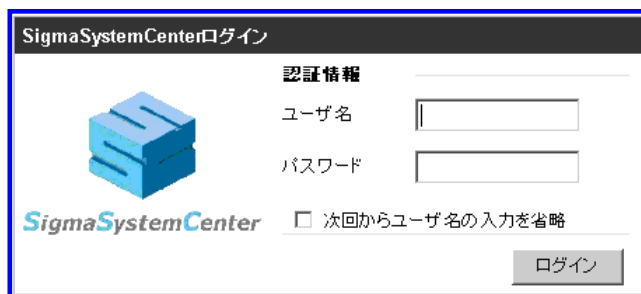 SigmaSystemCenterログイン
認証情報
ユーザ名
パスワード
SigmaSystemCenter
次回からユーザ名の入力を省略
ログイン